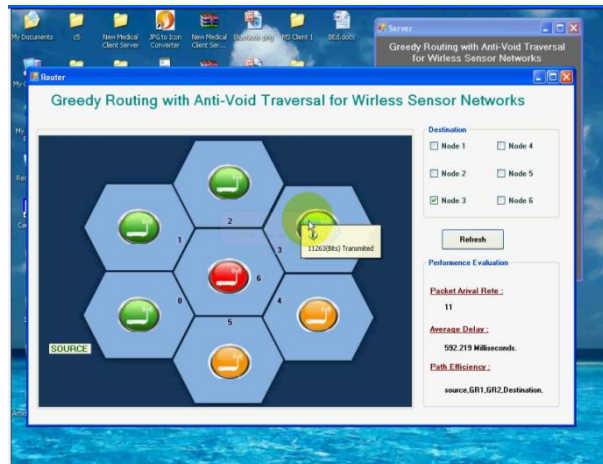 My Documents
cS
New Medical Client Server
JPG to Icon Converter
New Medical Client Ser...
MS Client 1
BEd.docx
Server
Greedy Routing with Anti-Void Traversal
for Wirless Sensor Networks
Router
Greedy Routing with Anti-Void Traversal for Wirless Sensor Networks
Destination
Node 1
Node 4
Node 2
Node 5
Node 3
Node 6
Refresh
2
1
3
11263(Bits) Transmited
6
0
4
5
SOURCE
Performence Evaluation
Packet Arival Rete :
11
Average Delay :
592.219 Milliseconds.
Path Efficiency :
source,GR1,GR2,Destination.